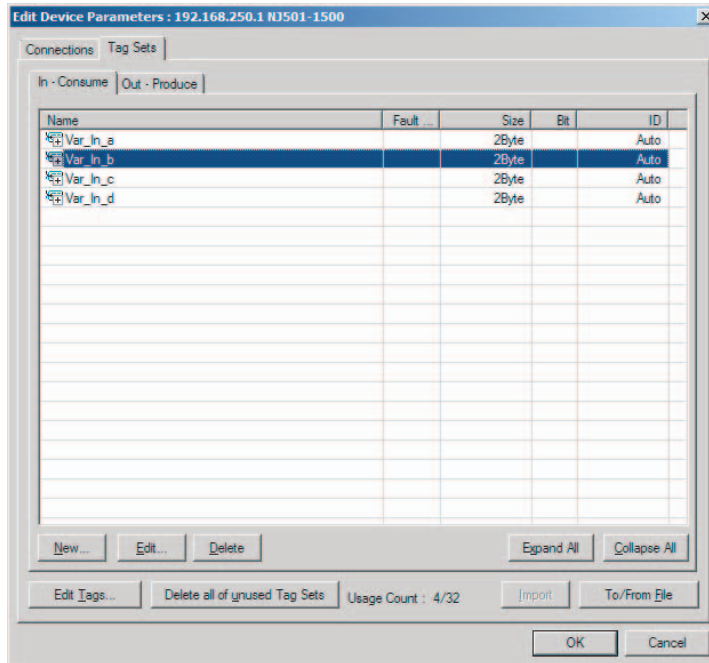 Edit Device Parameters : 192.168.250.1 NJ501-1500
Connections Tag Sets
In - Consume Out - Produce
Name Fault ... Size Bit ID
Var_In_a 2Byte Auto
Var_In_b 2Byte Auto
Var_In_c 2Byte Auto
Var_In_d 2Byte Auto
New... Edit... Delete Expand All Collapse All
Edit Tags... Delete all of unused Tag Sets Usage Count : 4/32 Import To/From File
OK Cancel